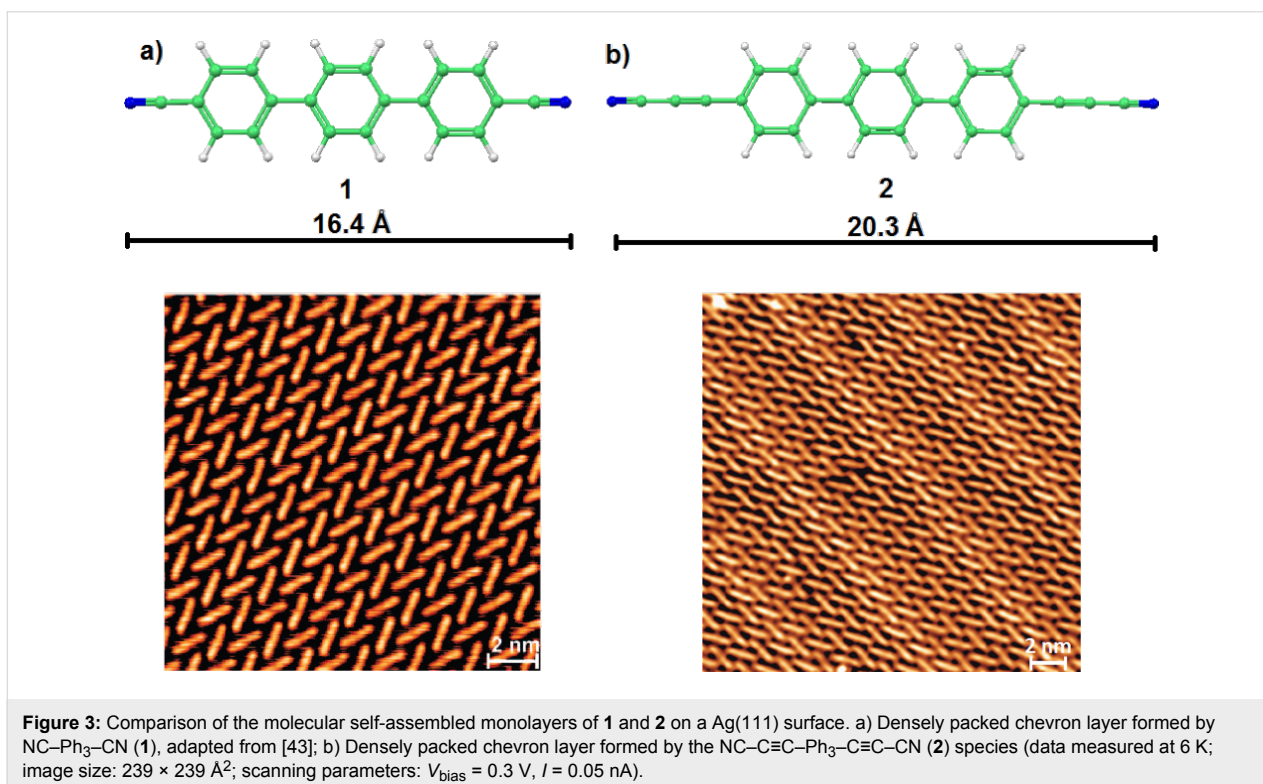 a)
b)
1
2
16.4 Å
20.3 Å
2 nm
2 nm
Figure 3: Comparison of the molecular self-assembled monolayers of 1 and 2 on a Ag(111) surface. a) Densely packed chevron layer formed by
NC–Ph₃–CN (1), adapted from [43]; b) Densely packed chevron layer formed by the NC–C≡C–Ph₃–C≡C–CN (2) species (data measured at 6 K;
image size: 239 × 239 Å²; scanning parameters: V_bias = 0.3 V, I = 0.05 nA).